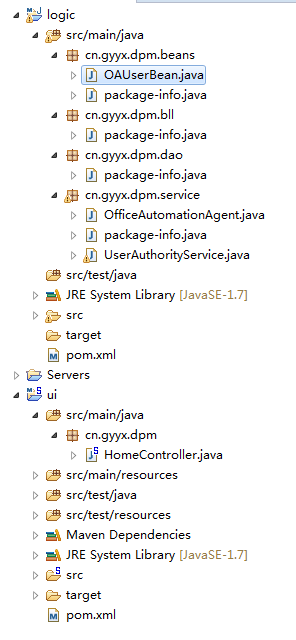 logic
src/main/java
cn.gyyx.dpm.beans
OAUserBean.java
package-info.java
cn.gyyx.dpm.bll
package-info.java
cn.gyyx.dpm.dao
package-info.java
cn.gyyx.dpm.service
OfficeAutomationAgent.java
package-info.java
UserAuthorityService.java
src/test/java
JRE System Library [JavaSE-1.7]
src
target
pom.xml
Servers
ui
src/main/java
cn.gyyx.dpm
HomeController.java
src/main/resources
src/test/java
src/test/resources
Maven Dependencies
JRE System Library [JavaSE-1.7]
src
target
pom.xml